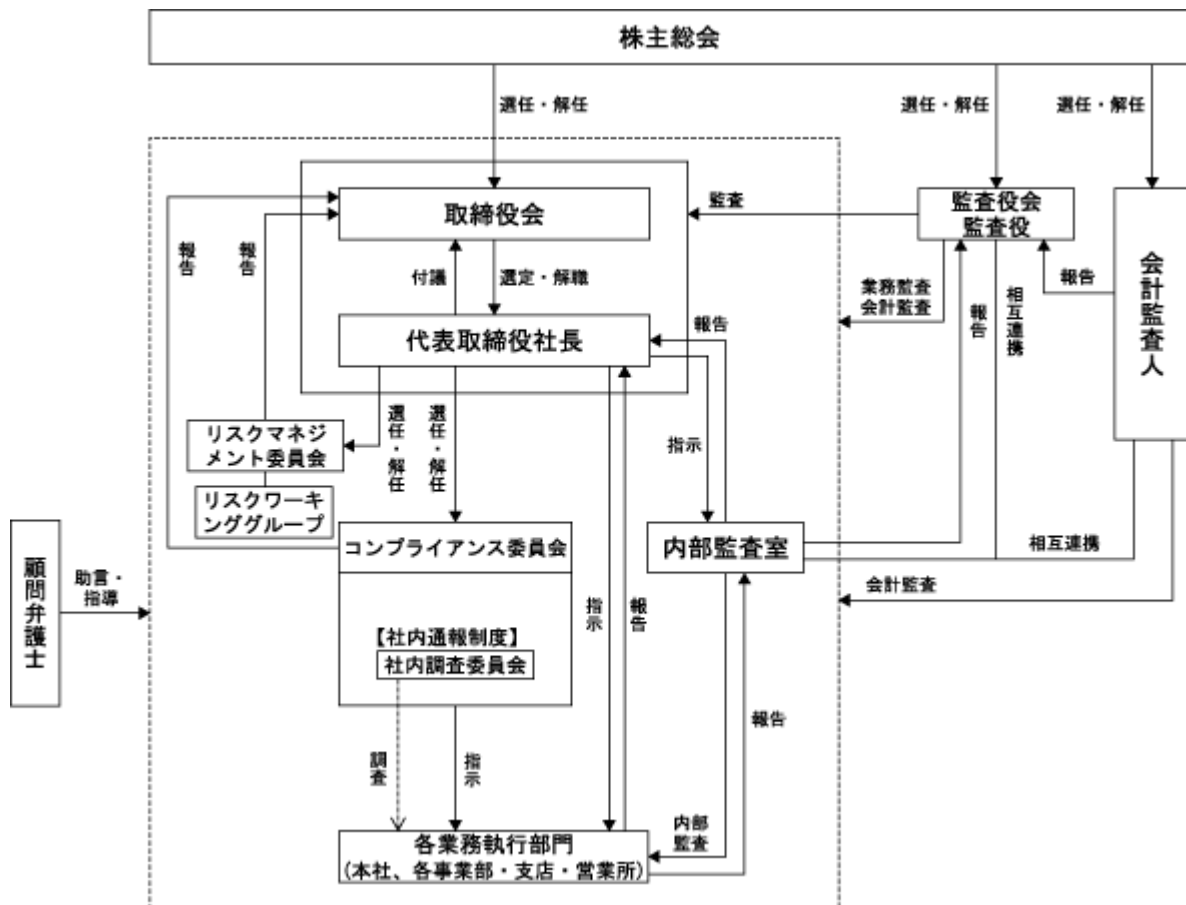 株主総会
選任・解任
選任・解任
選任・解任
取締役会
監査
監査役会
監査役
会計監査人
報告
報告
付議
選定・解職
業務監査
会計監査
報告
相互連携
報告
代表取締役社長
報告
選任・解任
選任・解任
指示
リスクマネジ
メント委員会
リスクワーキ
ンググループ
コンプライアンス委員会
内部監査室
相互連携
会計監査
顧問弁護士
助言・
指導
指示
報告
【社内通報制度】
社内調査委員会
報告
調査
指示
内部
監査
各業務執行部門
(本社、各事業部・支店・営業所)